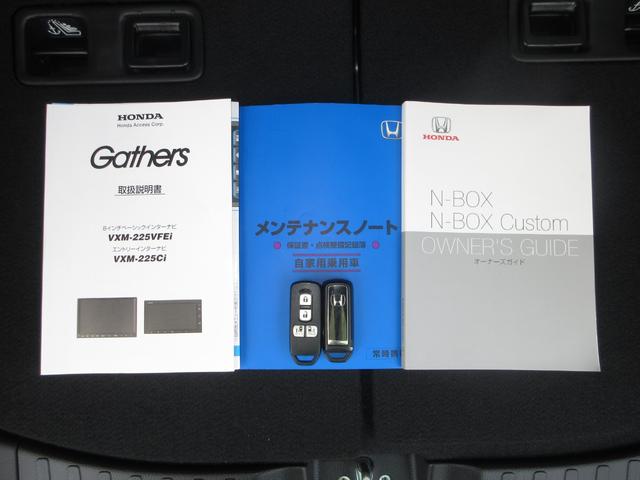 HONDA
Honda Access Corp.
Gathers
取扱説明書
8インチベーシックインターナビ
VXM-225VFEi
エントリーインターナビ
VXM-225Ci
メンテナンスノート
保証書・点検整備記録簿
自家用乗用車
常時携
HONDA
N-BOX
N-BOX Custom
OWNER'S GUIDE
オーナーズガイド